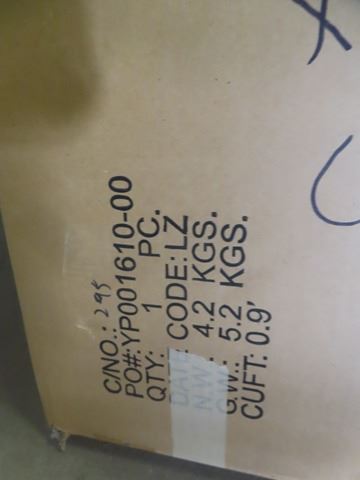 C/NO.: 295
PO#:YP001610-00
QTY: 1 PC.
DATE CODE: LZ
N.W.: 4.2 KGS.
G.W.: 5.2 KGS.
CUFT: 0.9'